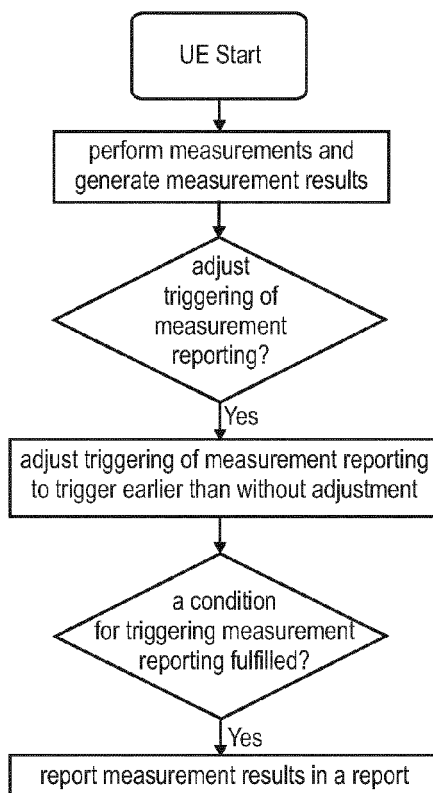 UE Start
perform measurements and
generate measurement results
adjust
triggering of
measurement
reporting?
Yes
adjust triggering of measurement reporting
to trigger earlier than without adjustment
a condition
for triggering measurement
reporting fulfilled?
Yes
report measurement results in a report